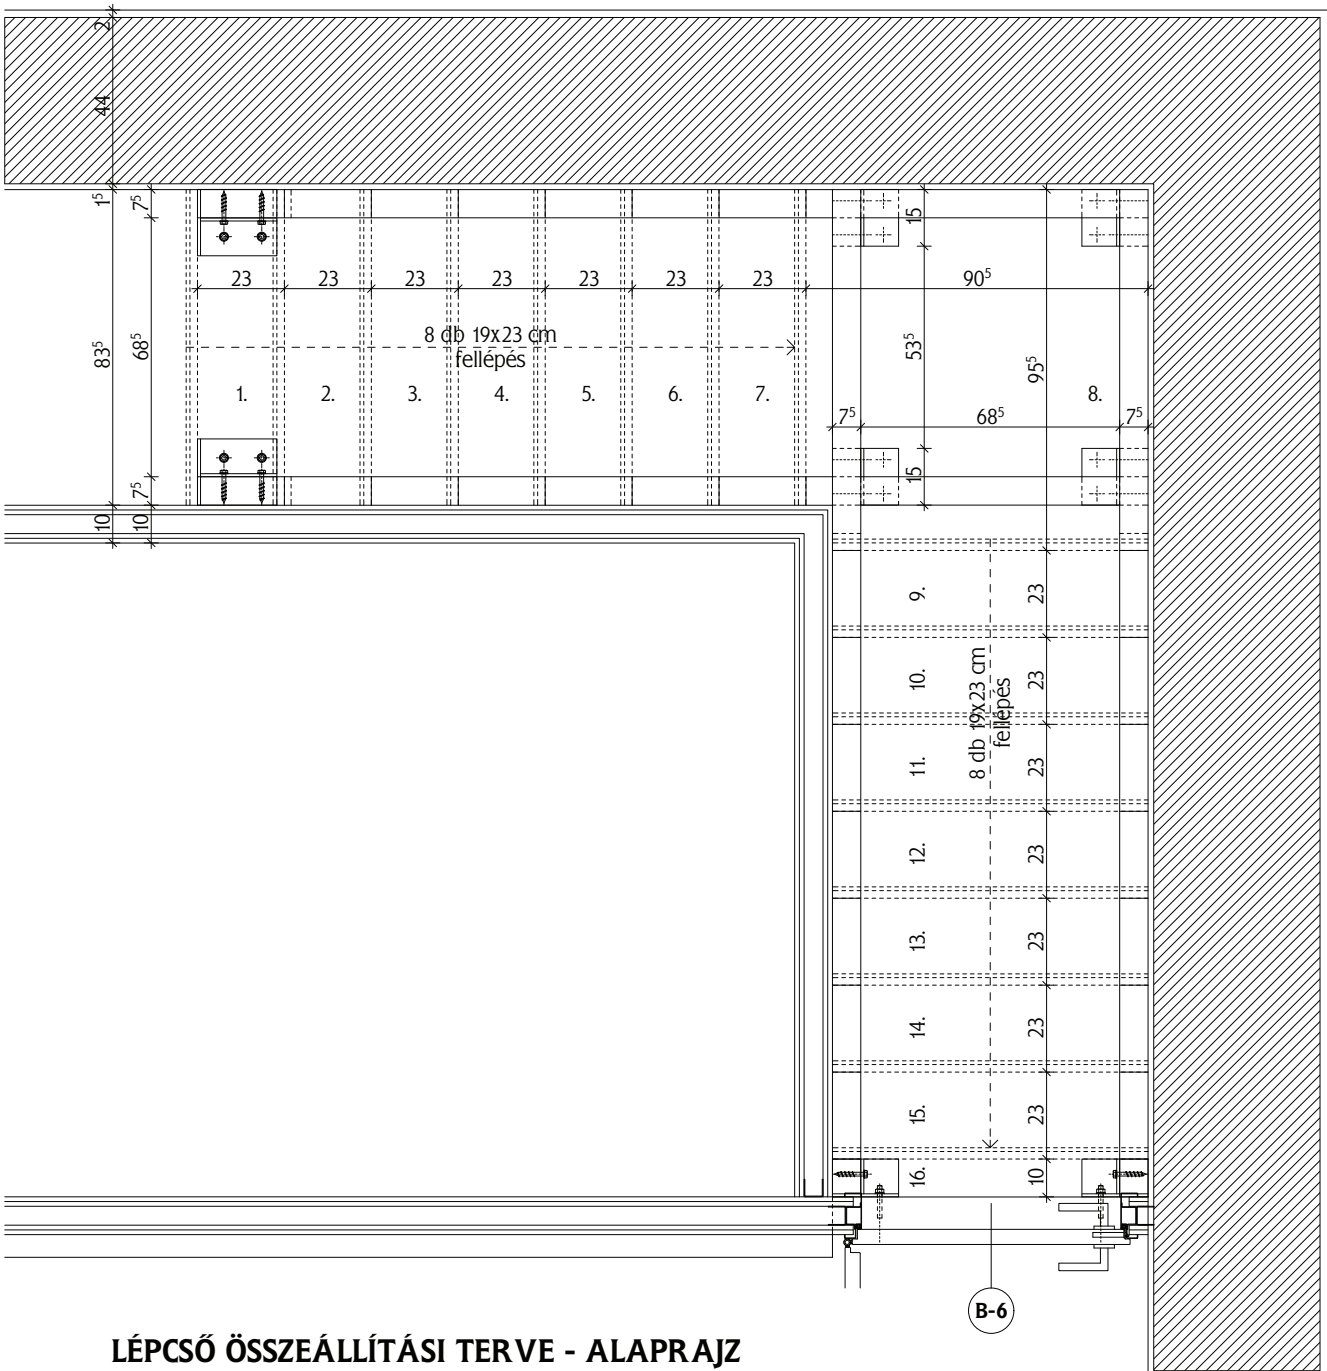 2
44
1⁵
7⁵
15
23 23 23 23 23 23 23 90⁵
8 db 19x23 cm
fellépés
83⁵
68⁵
53⁵
95⁵
1. 2. 3. 4. 5. 6. 7. 8.
7⁵ 68⁵ 7⁵
7⁵
15
10 10
9. 23
10. 23
8 db 19x23 cm
fellépés
11. 23
12. 23
13. 23
14. 23
15. 23
16. 10
B-6
LÉPCSŐ ÖSSZEÁLLÍTÁSI TERVE - ALAPRAJZ